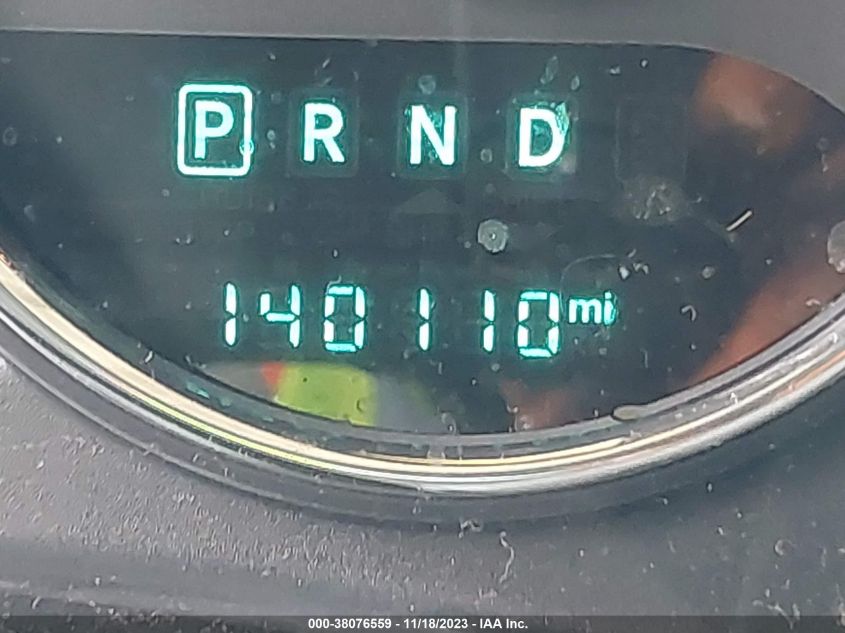 P R N D
140110 mi
000-38076559 - 11/18/2023 - IAA Inc.